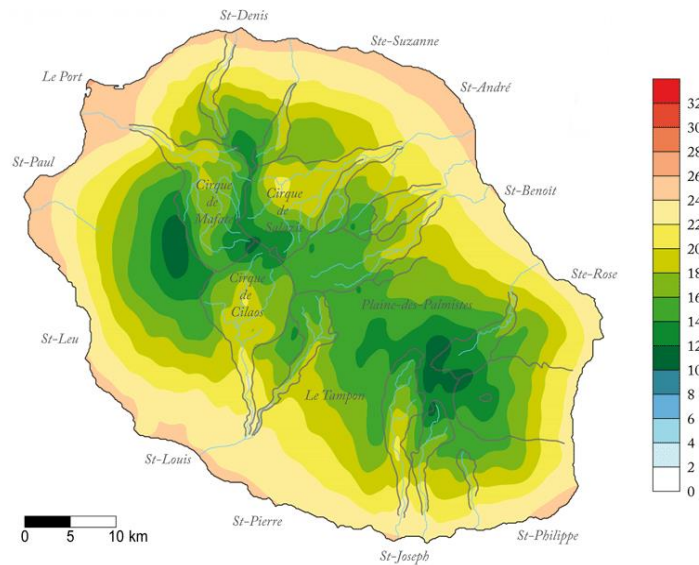 St-Denis
Ste-Suzanne
Le Port
St-André
St-Paul
Cirque
de
Mafate
Cirque
de
Salazie
St-Benoit
Ste-Rose
Cirque
de
Cilaos
Plaine-des-Palmistes
St-Leu
Le Tampon
St-Louis
St-Pierre
St-Joseph
St-Philippe
0 5 10 km
32
30
28
26
24
22
20
18
16
14
12
10
8
6
4
2
0